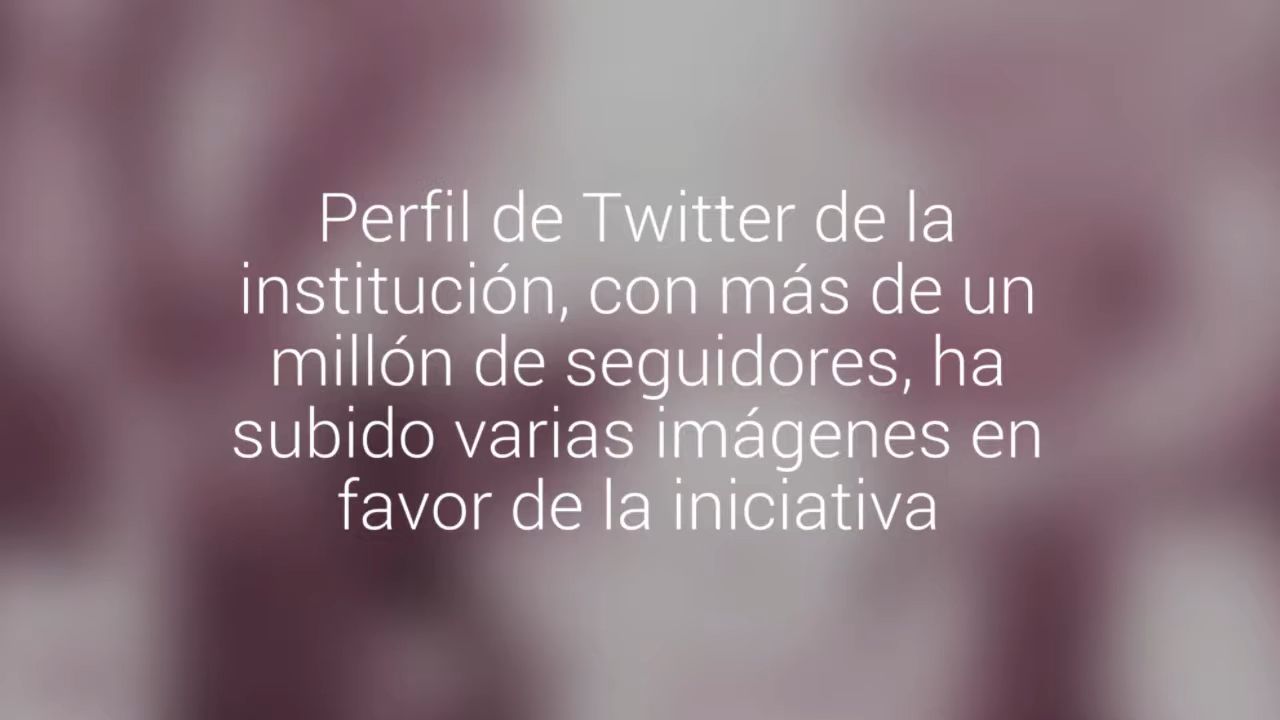 Perfil de Twitter de la
institución, con más de un
millón de seguidores, ha
subido varias imágenes en
favor de la iniciativa